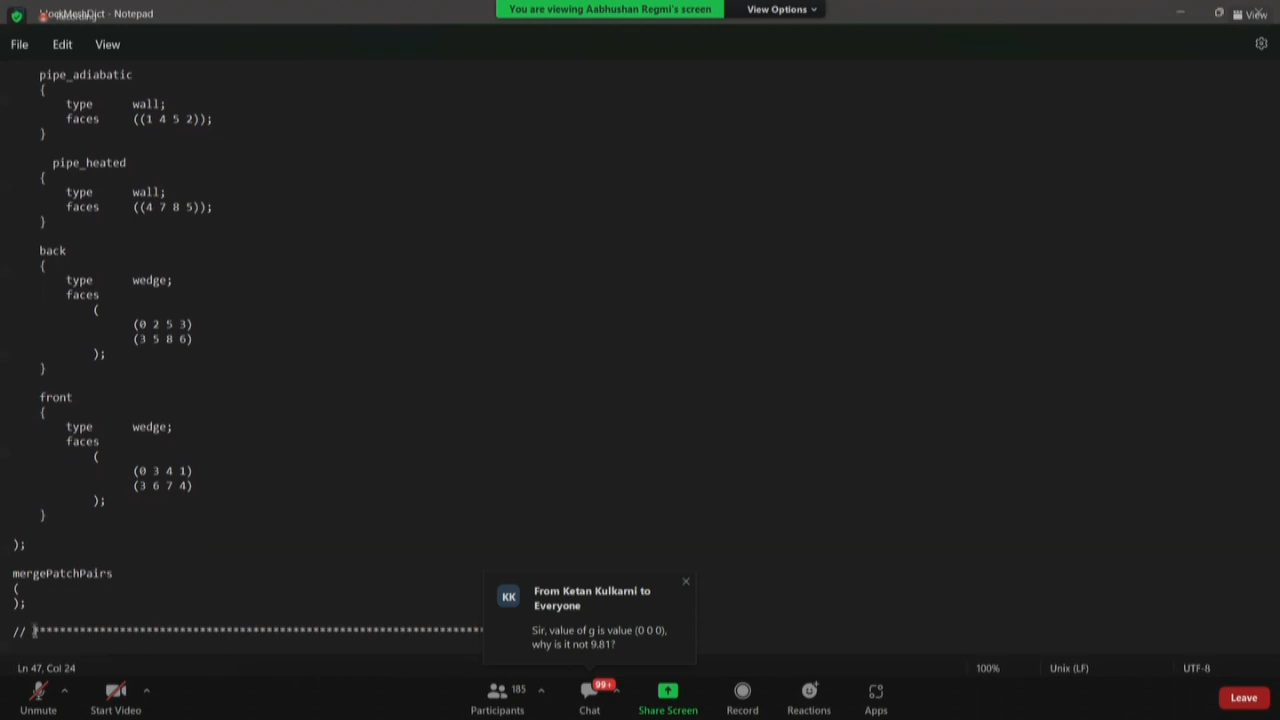 You are viewing Aabhushan Regmi's screen
View Options
MeshDict - Notepad
View
File Edit View
pipe_adiabatic
{
type wall;
faces ((1 4 5 2));
}
pipe_heated
{
type wall;
faces ((4 7 8 5));
}
back
{
type wedge;
faces
(
(0 2 5 3)
(3 5 8 6)
);
}
front
{
type wedge;
faces
(
(0 3 4 1)
(3 6 7 4)
);
}
);
mergePatchPairs
(
);
// *********************************************************************
KK
From Ketan Kulkarni to
Everyone
Sir, value of g is value (0 0 0),
why is it not 9.81?
Ln 47, Col 24
100%
Unix (LF)
UTF-8
Unmute
Start Video
185
Participants
99+
Chat
Share Screen
Record
Reactions
Apps
Leave